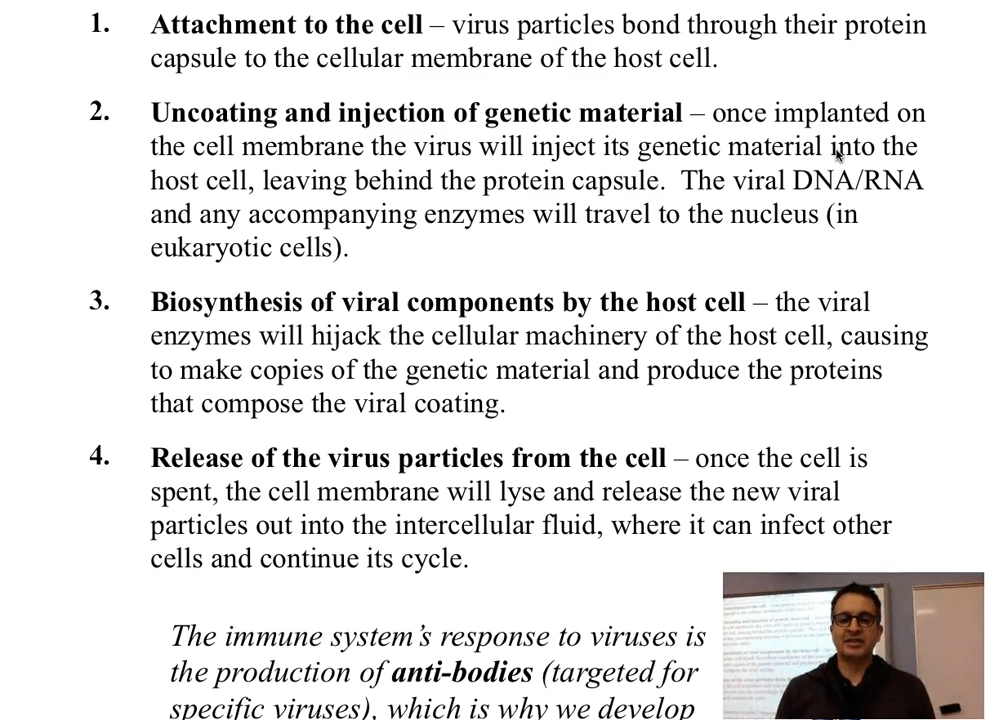 1. Attachment to the cell – virus particles bond through their protein
capsule to the cellular membrane of the host cell.
2. Uncoating and injection of genetic material – once implanted on
the cell membrane the virus will inject its genetic material into the
host cell, leaving behind the protein capsule.  The viral DNA/RNA
and any accompanying enzymes will travel to the nucleus (in
eukaryotic cells).
3. Biosynthesis of viral components by the host cell – the viral
enzymes will hijack the cellular machinery of the host cell, causing
to make copies of the genetic material and produce the proteins
that compose the viral coating.
4. Release of the virus particles from the cell – once the cell is
spent, the cell membrane will lyse and release the new viral
particles out into the intercellular fluid, where it can infect other
cells and continue its cycle.
The immune system’s response to viruses is
the production of anti-bodies (targeted for
specific viruses), which is why we develop